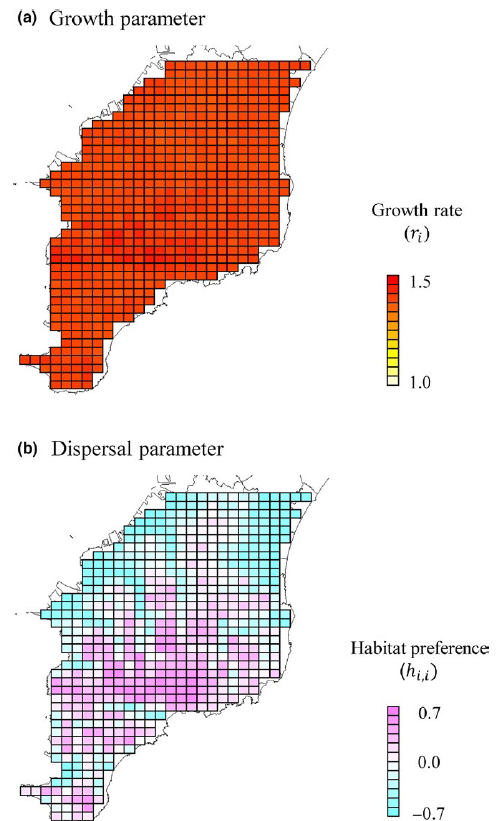 (a) Growth parameter
Growth rate
(rᵢ)
1.5
1.0
(b) Dispersal parameter
Habitat preference
(hᵢ,ᵢ)
0.7
0.0
−0.7